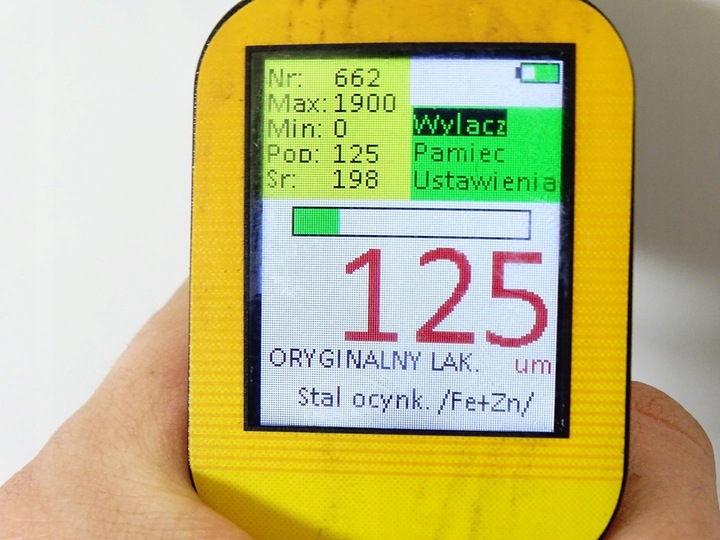 Nr: 662
Max: 1900
Min: 0
Pop: 125
Sr: 198
Wylacz
Pamiec
Ustawienia
125
ORYGINALNY LAK. um
Stal ocynk. /Fe+Zn/